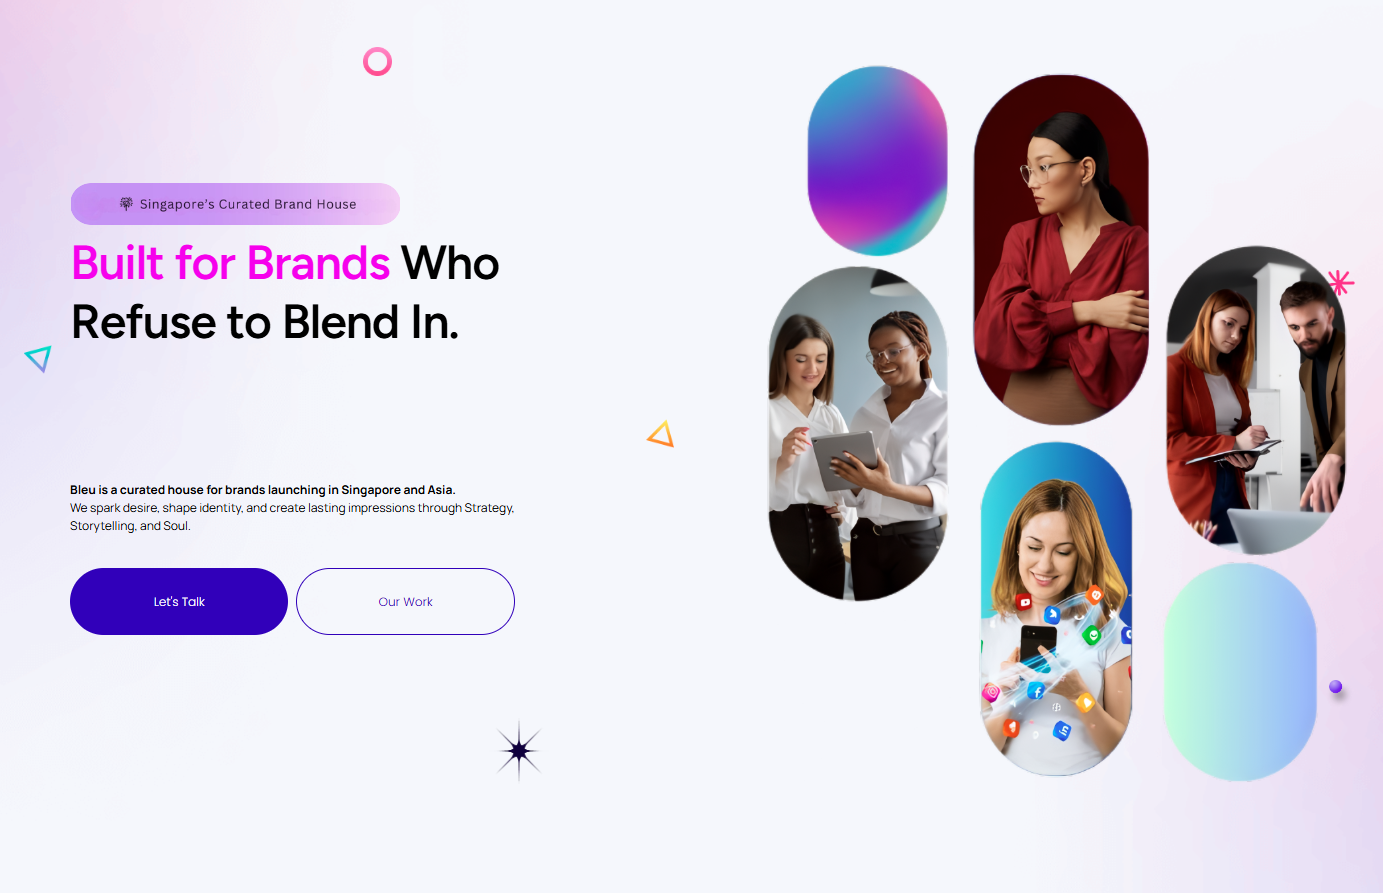 Singapore's Curated Brand House
Built for Brands Who
Refuse to Blend In.
Bleu is a curated house for brands launching in Singapore and Asia.
We spark desire, shape identity, and create lasting impressions through Strategy,
Storytelling, and Soul.
Let's Talk
Our Work